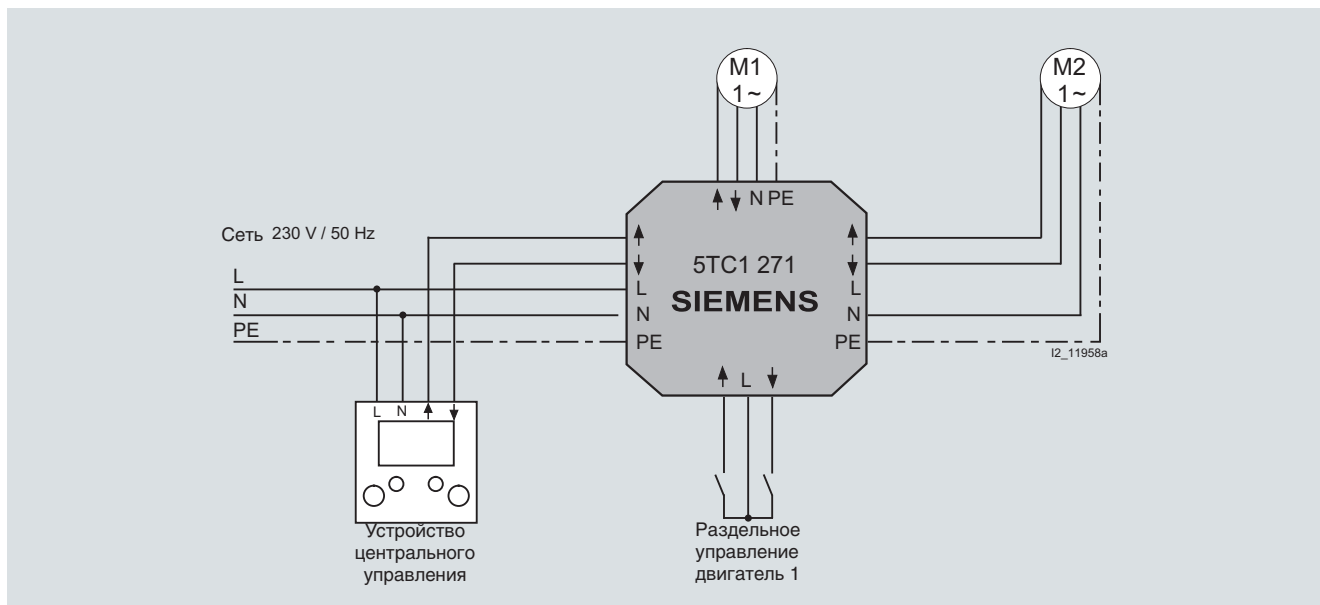 M1
1~
M2
1~
N PE
Сеть 230 V / 50 Hz
5TC1 271
SIEMENS
L
N
PE
L
N
PE
L
N
PE
I2_11958a
L
L N
Устройство
центрального
управления
Раздельное
управление
двигатель 1